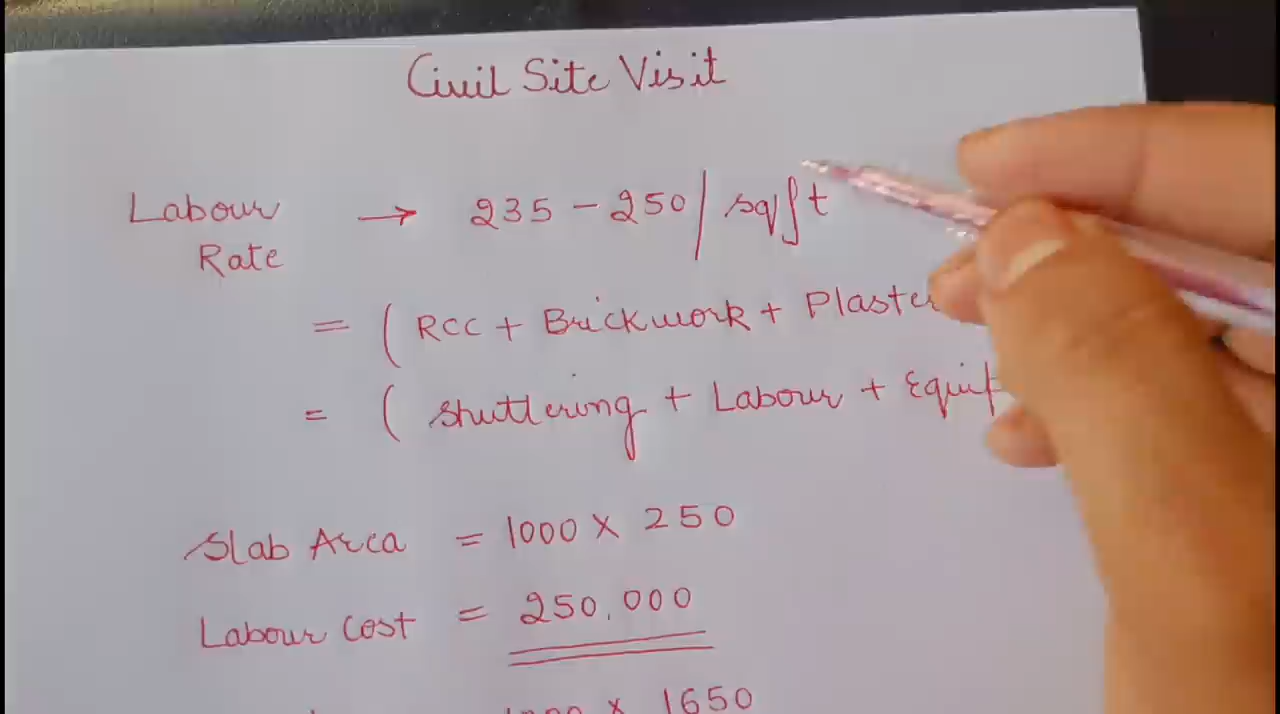 Civil Site Visit
Labour → 235 - 250/sqft
Rate
= (RCC + Brickwork + Plaste
= (Shuttering + Labour + Equip
Slab Area = 1000 X 250
Labour Cost = 250,000
X 1650